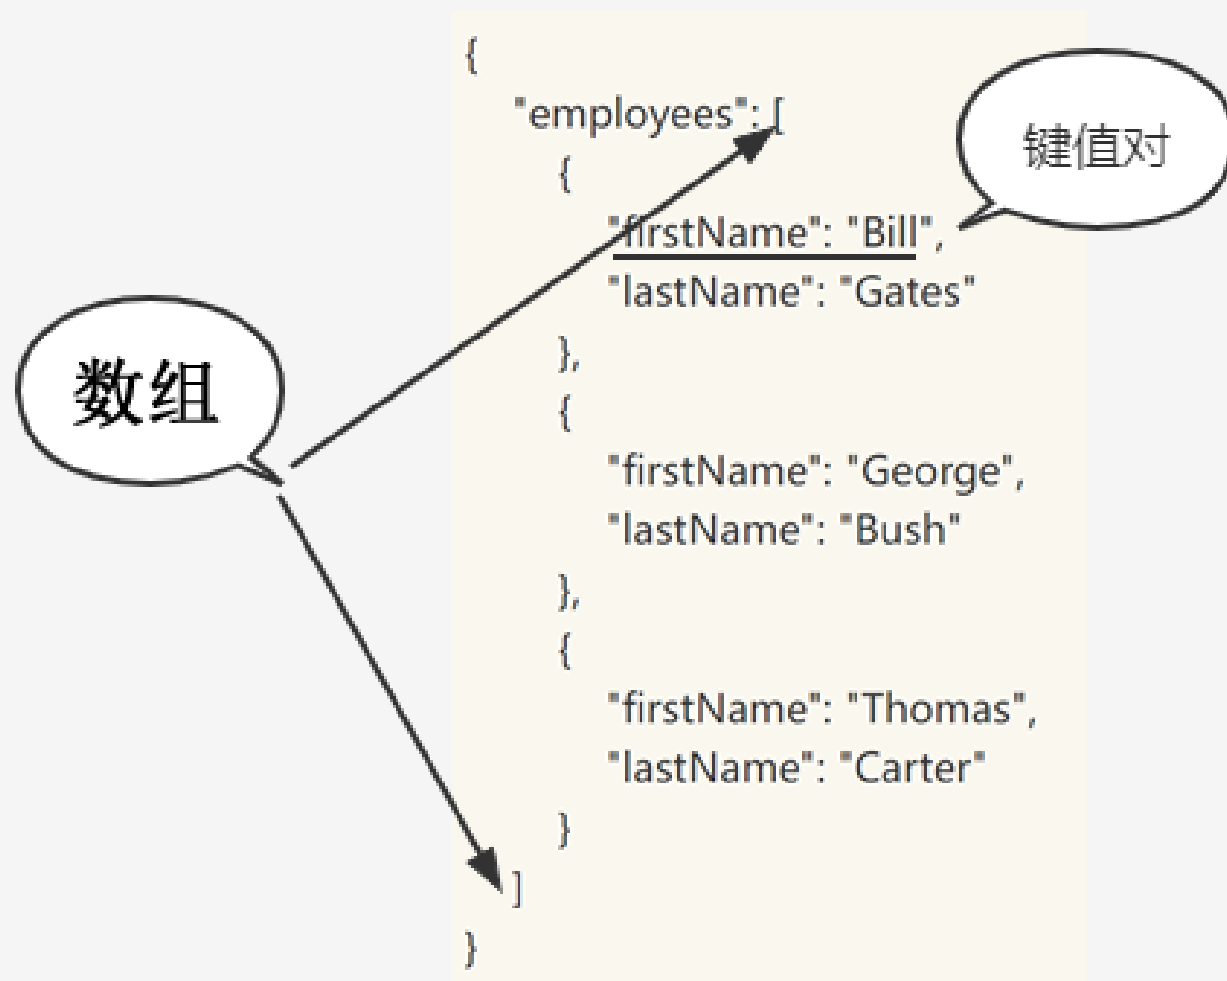 {
"employees": [
{
"firstName": "Bill",
"lastName": "Gates"
},
{
"firstName": "George",
"lastName": "Bush"
},
{
"firstName": "Thomas",
"lastName": "Carter"
}
]
}
键值对
数组